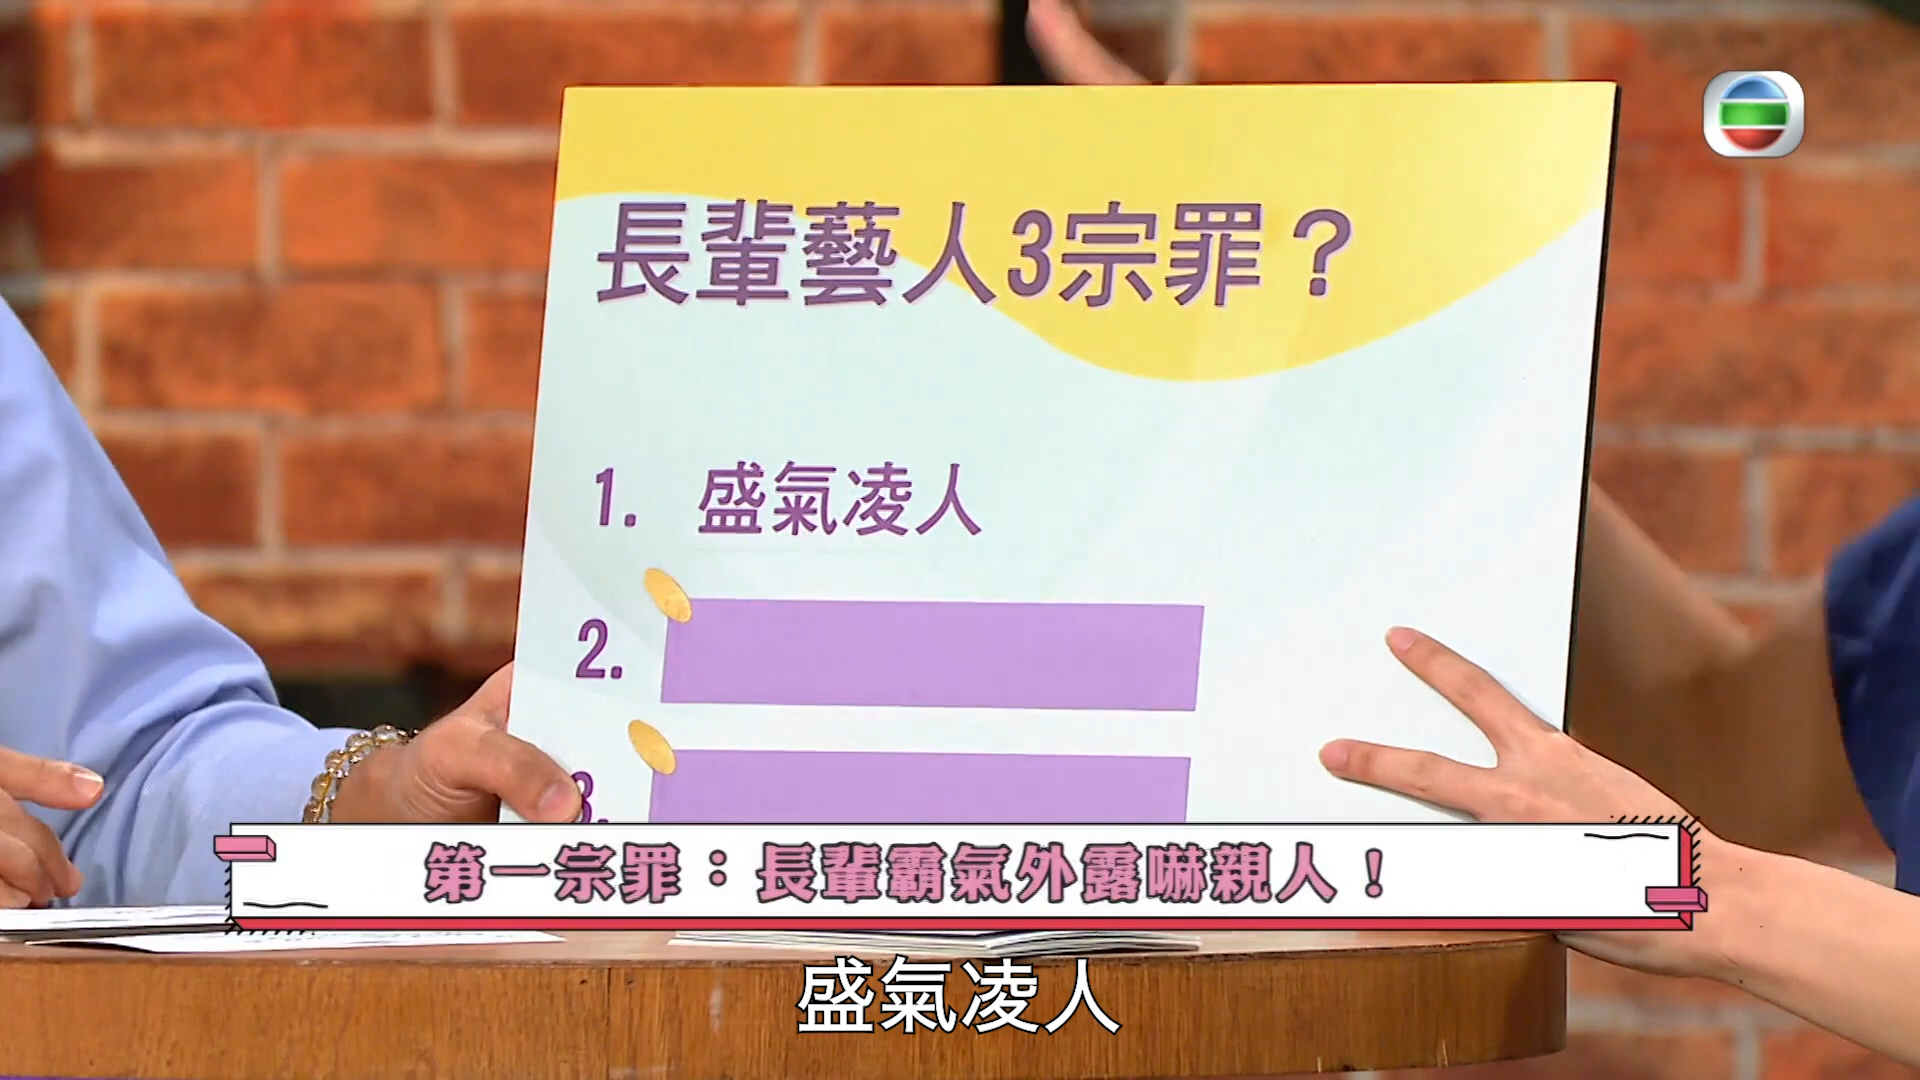 長輩藝人3宗罪？
1. 盛氣凌人
2.
3.
第一宗罪：長輩霸氣外露嚇親人！
盛氣凌人